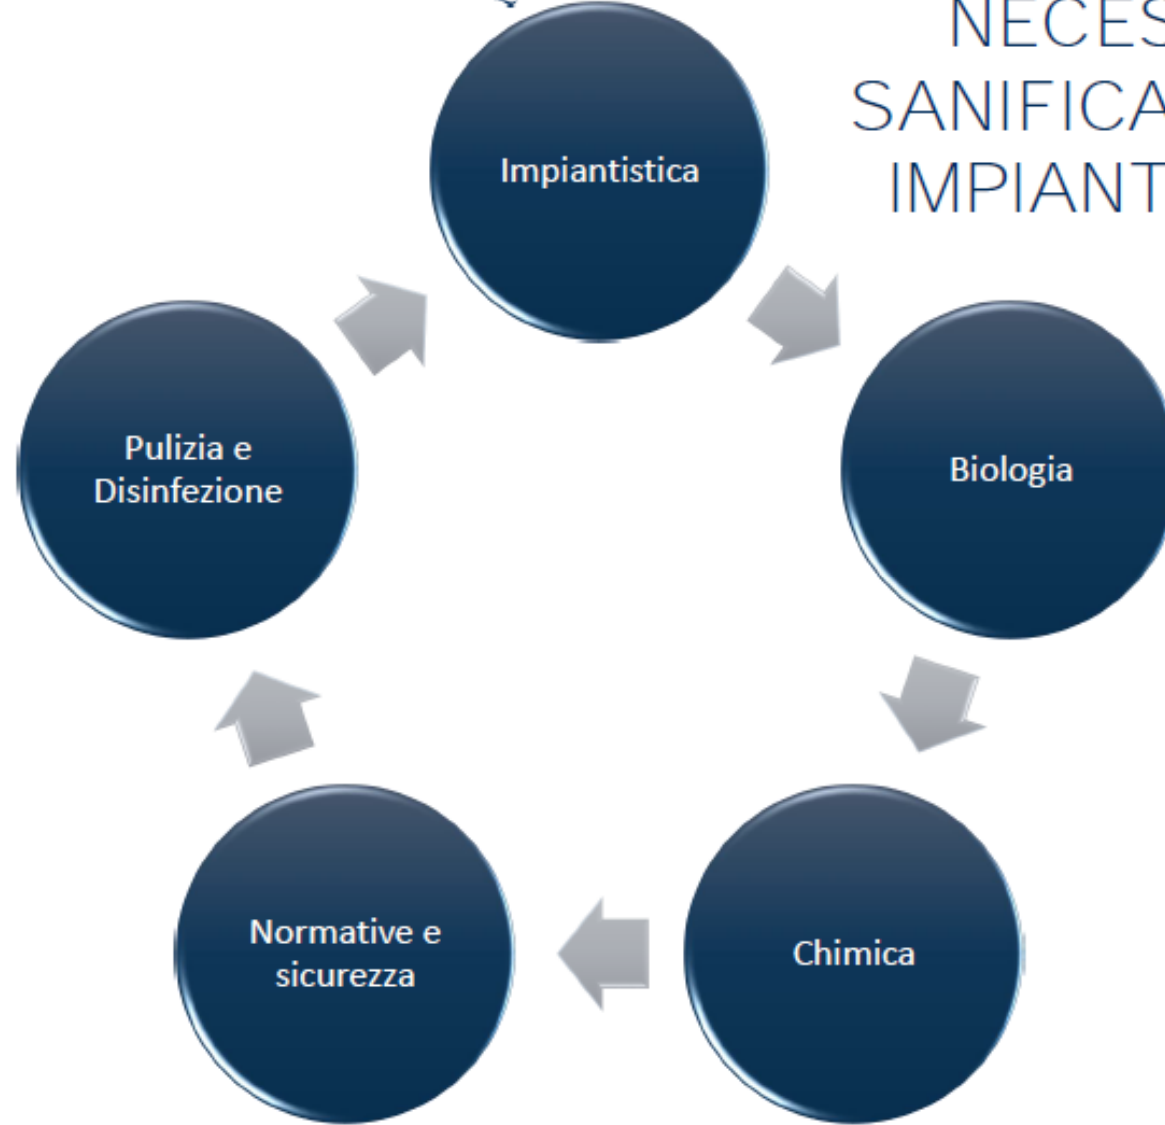 NECES
SANIFICA
IMPIANT
Impiantistica
Biologia
Chimica
Normative e
sicurezza
Pulizia e
Disinfezione